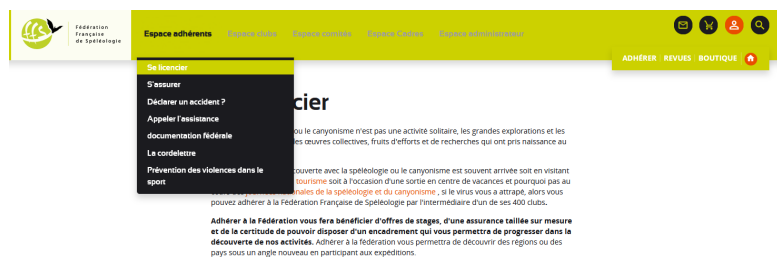 Fédération
Française
de Spéléologie
Espace adhérents Espace clubs Espace comités Espace Cadres Espace administrateur
ADHÉRER REVUES BOUTIQUE
Se licencier
S'assurer
Déclarer un accident ?
Appeler l'assistance
documentation fédérale
La cordelette
Prévention des violences dans le
sport
cier
ou le canyonisme n'est pas une activité solitaire, les grandes explorations et les
es œuvres collectives, fruits d'efforts et de recherches qui ont pris naissance au
couverte avec la spéléologie ou le canyonisme est souvent arrivée soit en visitant
tourisme soit à l'occasion d'une sortie en centre de vacances et pourquoi pas au
nales de la spéléologie et du canyonisme , si le virus vous a attrapé, alors vous
pouvez adhérer à la Fédération Française de Spéléologie par l'intermédiaire d'un de ses 400 clubs.
Adhérer à la Fédération vous fera bénéficier d'offres de stages, d'une assurance taillée sur mesure
et de la certitude de pouvoir disposer d'un encadrement qui vous permettra de progresser dans la
découverte de nos activités. Adhérer à la fédération vous permettra de découvrir des régions ou des
pays sous un angle nouveau en participant aux expéditions.